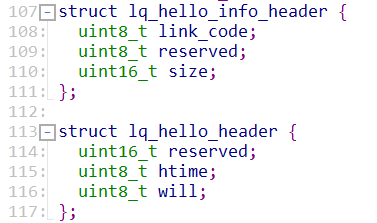 107: struct lq_hello_info_header {
108: uint8_t link_code;
109: uint8_t reserved;
110: uint16_t size;
111: };
112:
113: struct lq_hello_header {
114: uint16_t reserved;
115: uint8_t htime;
116: uint8_t will;
117: };